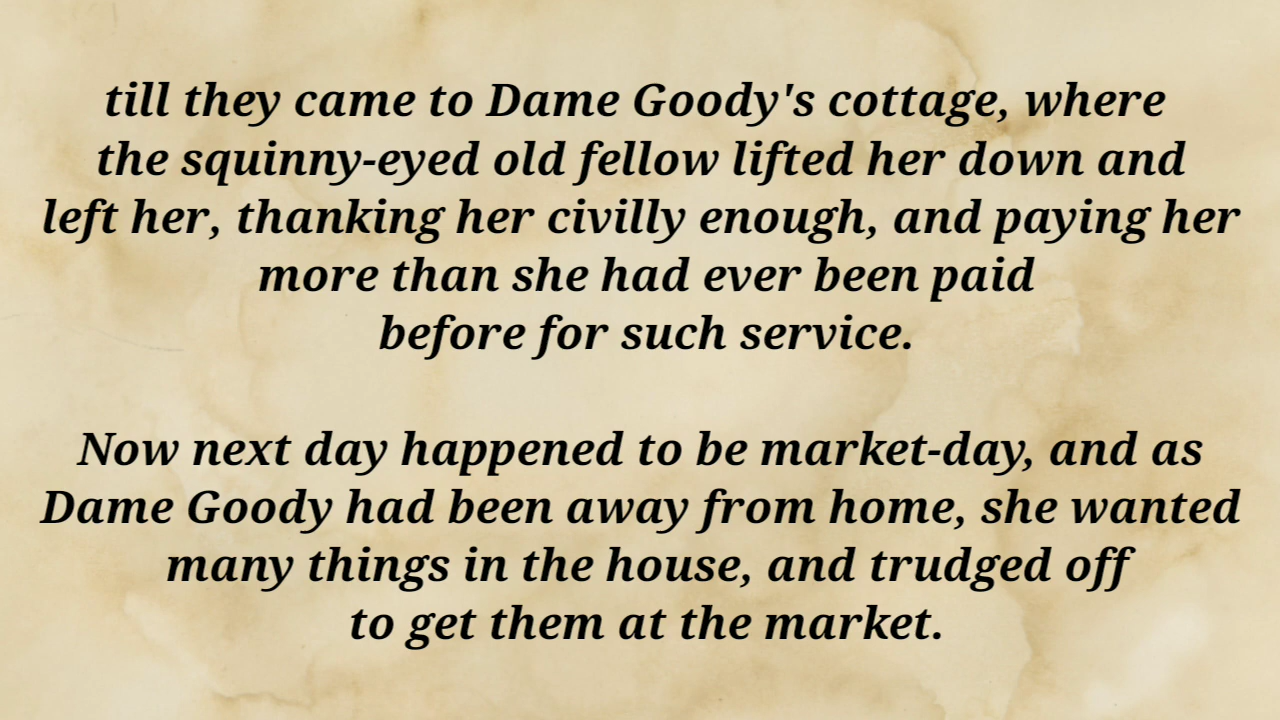 till they came to Dame Goody's cottage, where
the squinny-eyed old fellow lifted her down and
left her, thanking her civilly enough, and paying her
more than she had ever been paid
before for such service.
Now next day happened to be market-day, and as
Dame Goody had been away from home, she wanted
many things in the house, and trudged off
to get them at the market.